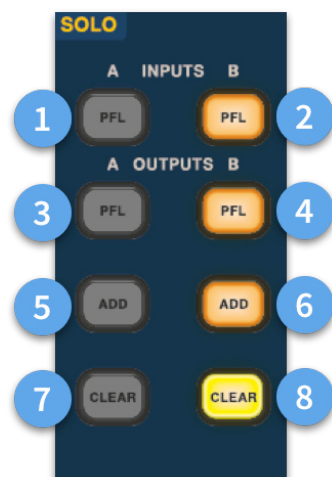 SOLO
A INPUTS B
1 PFL PFL 2
A OUTPUTS B
3 PFL PFL 4
5 ADD ADD 6
7 CLEAR CLEAR 8